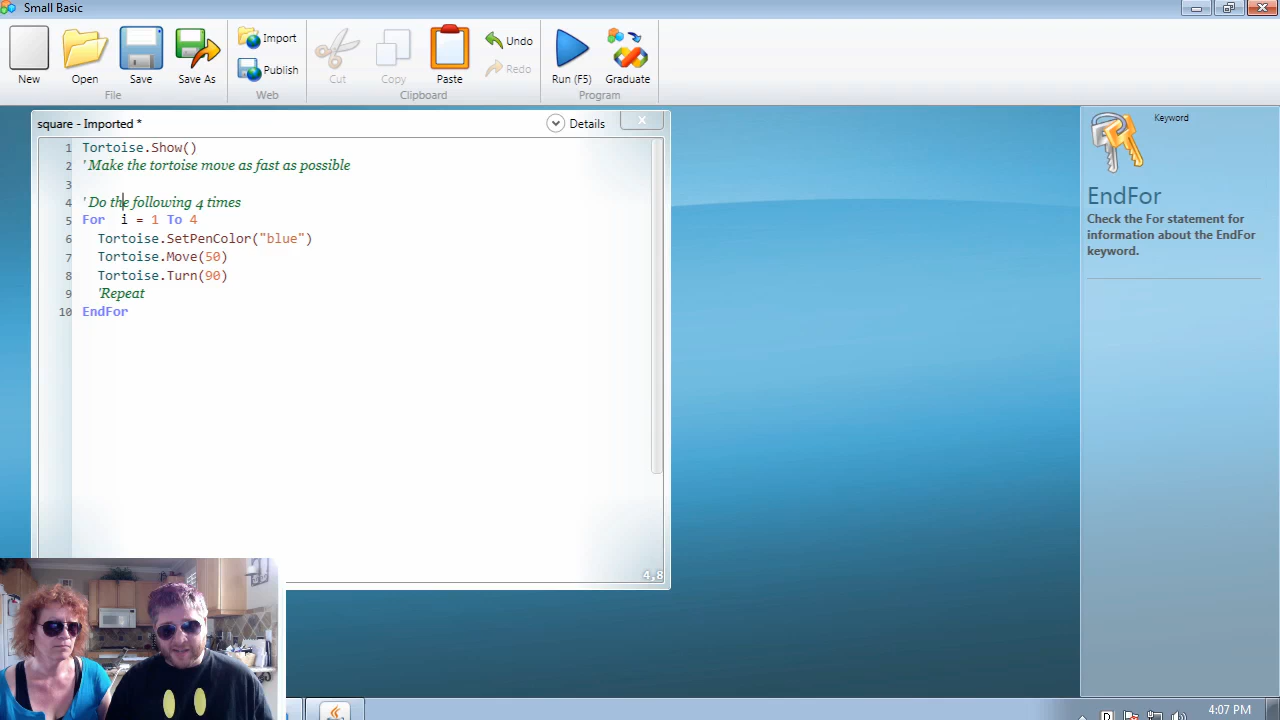 Small Basic
New
Open
Save
Save As
Import
Publish
Cut
Copy
Paste
Undo
Redo
Run (F5)
Graduate
File
Web
Clipboard
Program
square - Imported *
Details
1 Tortoise.Show()
2 ' Make the tortoise move as fast as possible
3
4 ' Do the following 4 times
5 For  i = 1 To 4
6   Tortoise.SetPenColor("blue")
7   Tortoise.Move(50)
8   Tortoise.Turn(90)
9   'Repeat
10 EndFor
4,8
Keyword
EndFor
Check the For statement for
information about the EndFor
keyword.
4:07 PM